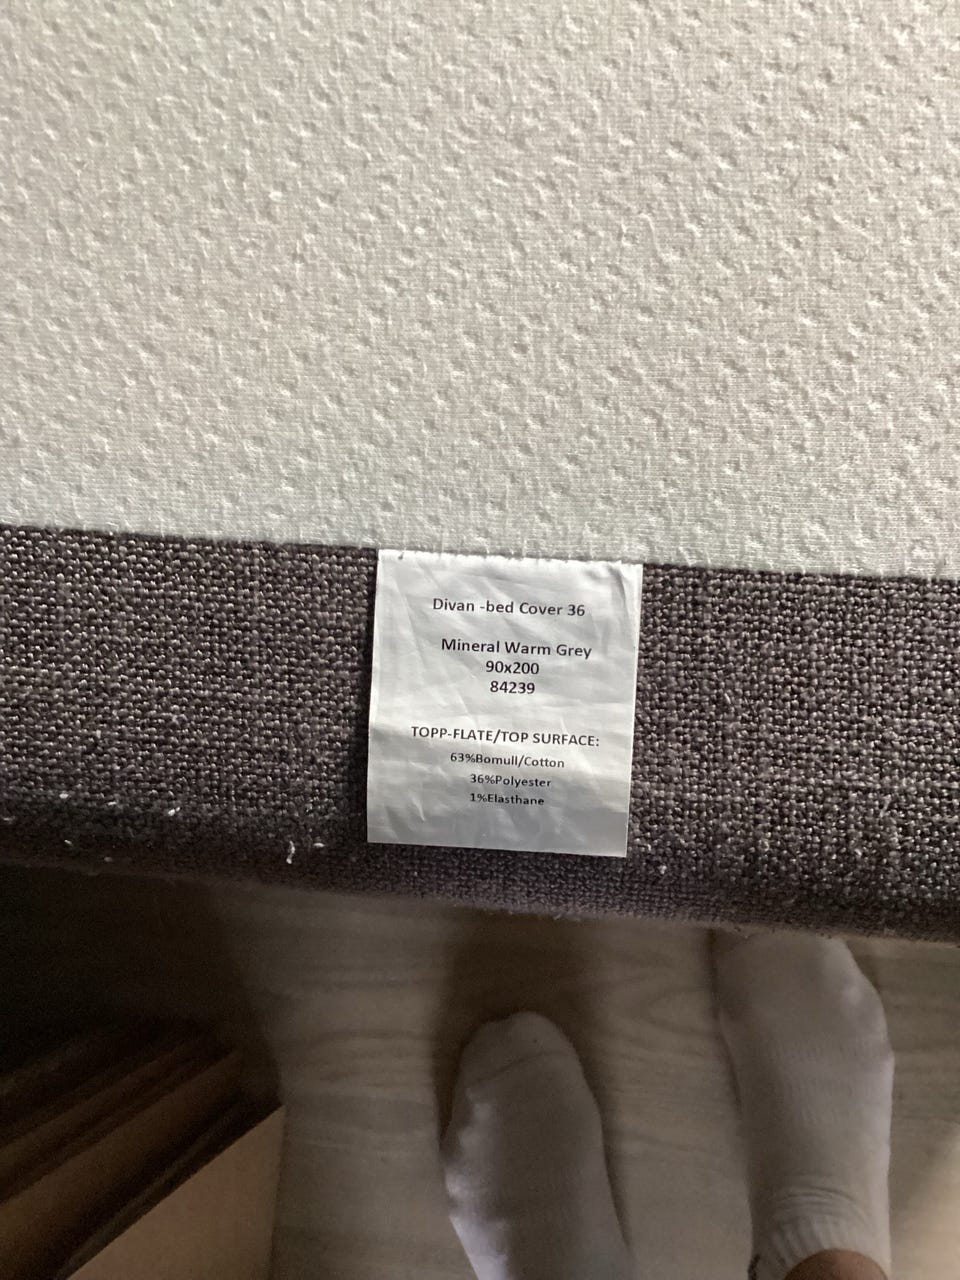 Divan -bed Cover 36
Mineral Warm Grey
90x200
84239
TOPP-FLATE/TOP SURFACE:
63%Bomull/Cotton
36%Polyester
1%Elasthane